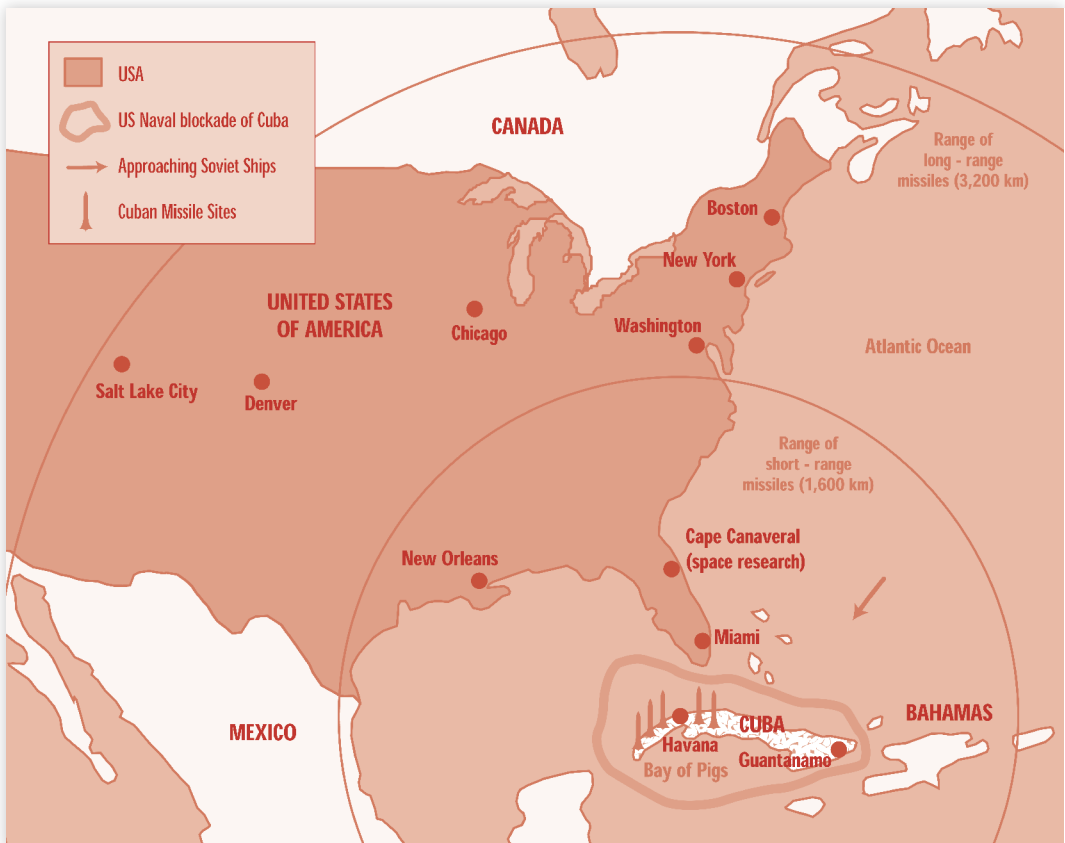 USA
US Naval blockade of Cuba
Approaching Soviet Ships
Cuban Missile Sites
CANADA
Range of
long - range
missiles (3,200 km)
Boston
New York
UNITED STATES
OF AMERICA
Chicago
Washington
Atlantic Ocean
Salt Lake City
Denver
Range of
short - range
missiles (1,600 km)
Cape Canaveral
(space research)
New Orleans
Miami
MEXICO
CUBA
BAHAMAS
Havana
Guantanamo
Bay of Pigs